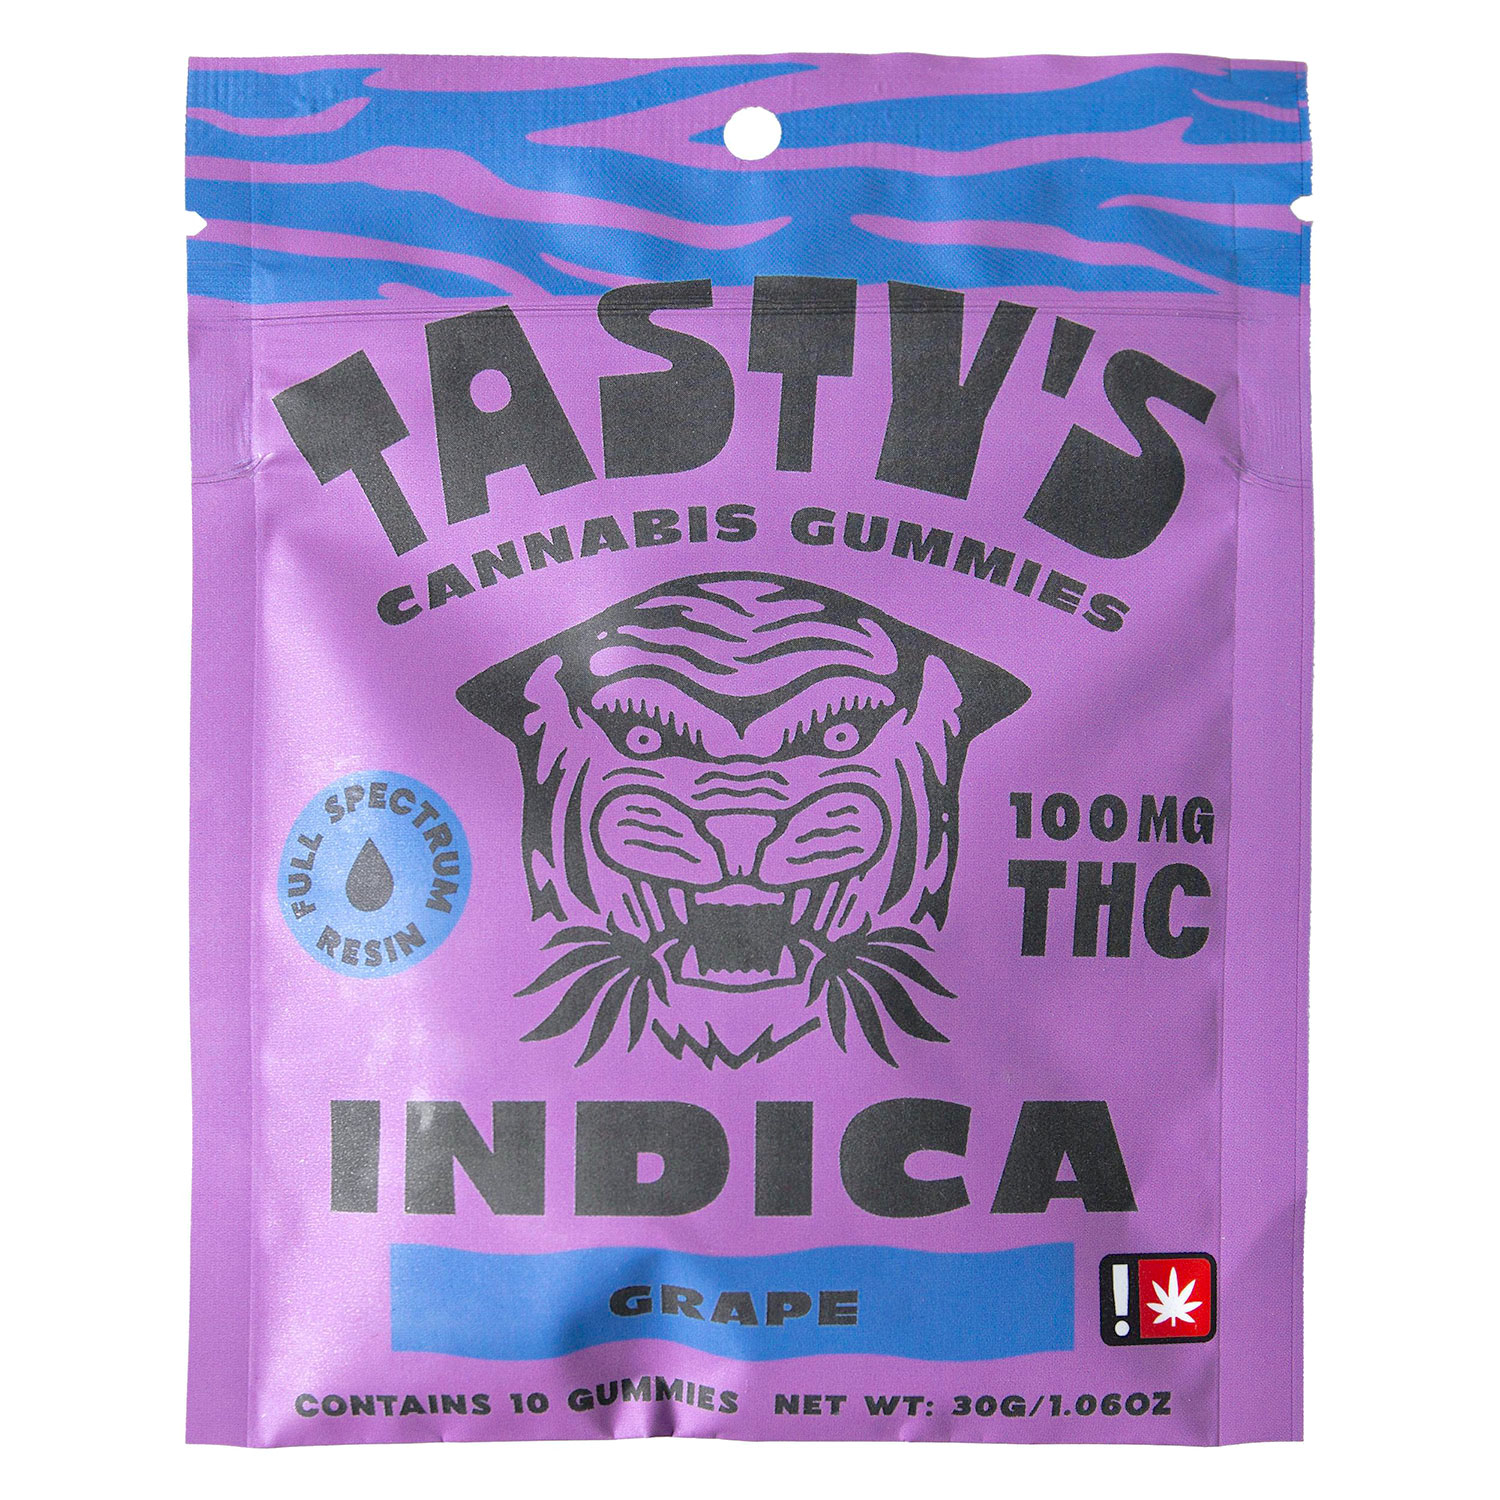 TASTY'S
CANNABIS GUMMIES
FULL SPECTRUM
RESIN
100MG
THC
INDICA
GRAPE
!
CONTAINS 10 GUMMIES NET WT: 30G/1.06OZ